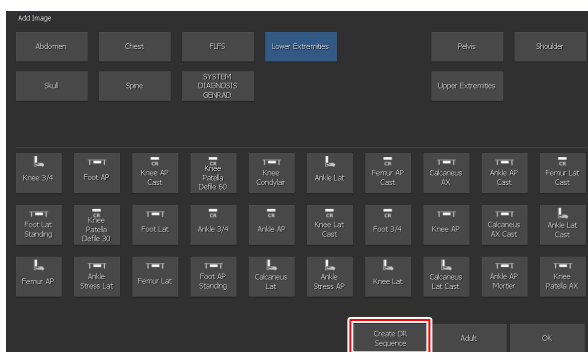 Add Image
Abdomen
Chest
FLFS
Lower Extremities
Pelvis
Shoulder
Skull
Spine
SYSTEM
DIAGNOSIS
GENRAD
Upper Extremities
Knee 3/4
Foot AP
CR
Knee AP
Cast
CR
Knee
Patella
Defile 60
Knee
Condylair
Ankle Lat
CR
Femur AP
Cast
Calcaneus
AX
Ankle AP
Cast
CR
Femur Lat
Cast
Foot Lat
Standing
CR
Knee
Patella
Defile 30
Foot Lat
CR
Ankle 3/4
CR
Ankle AP
CR
Knee Lat
Cast
CR
Foot 3/4
Knee AP
Calcaneus
AX Cast
Ankle Lat
Cast
Femur AP
Ankle
Stress Lat
Femur Lat
Foot AP
Standing
Calcaneus
Lat
Ankle
Stress AP
Knee Lat
Calcaneus
Lat Cast
Ankle AP
Mortier
Knee
Patella AX
Create DR
Sequence
Adult
OK